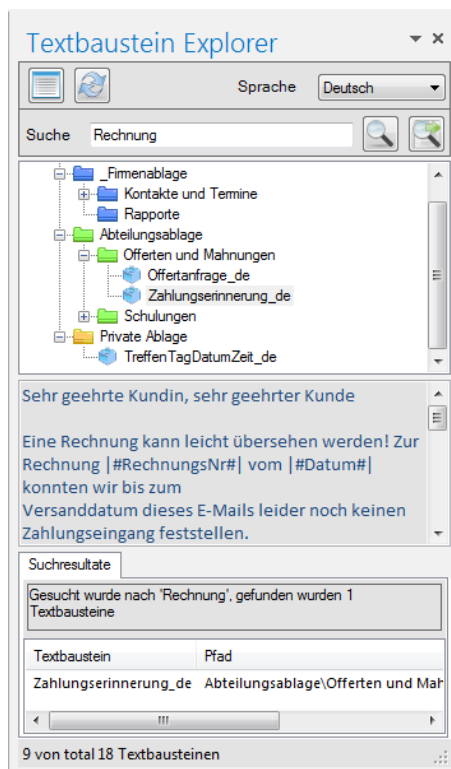 Textbaustein Explorer
Sprache Deutsch
Suche Rechnung
_Firmenablage
Kontakte und Termine
Rapporte
Abteilungsablage
Offerten und Mahnungen
Offertanfrage_de
Zahlungserinnerung_de
Schulungen
Private Ablage
TreffenTagDatumZeit_de
Sehr geehrte Kundin, sehr geehrter Kunde
Eine Rechnung kann leicht übersehen werden! Zur
Rechnung |#RechnungsNr#| vom |#Datum#|
konnten wir bis zum
Versanddatum dieses E-Mails leider noch keinen
Zahlungseingang feststellen.
Suchresultate
Gesucht wurde nach 'Rechnung', gefunden wurden 1
Textbausteine
Textbaustein Pfad
Zahlungserinnerung_de Abteilungsablage\Offerten und Mah
9 von total 18 Textbausteinen